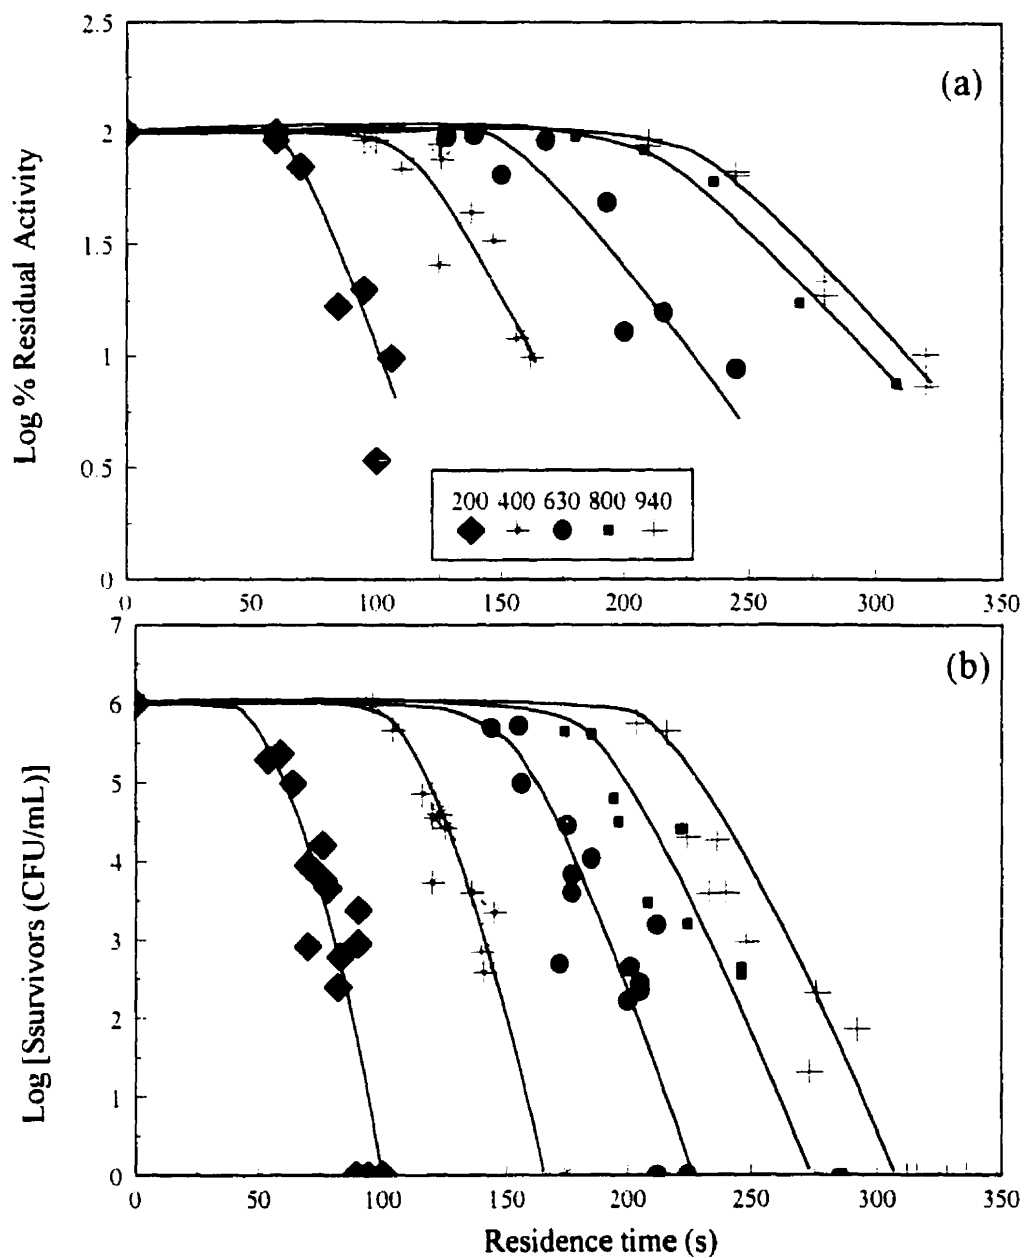 2.5
(a)
2
1.5
1
0.5
0
Log % Residual Activity
200 400 630 800 940
0 50 100 150 200 250 300 350
7
(b)
6
5
4
3
2
1
0
Log [Ssurvivors (CFU/mL)]
0 50 100 150 200 250 300 350
Residence time (s)